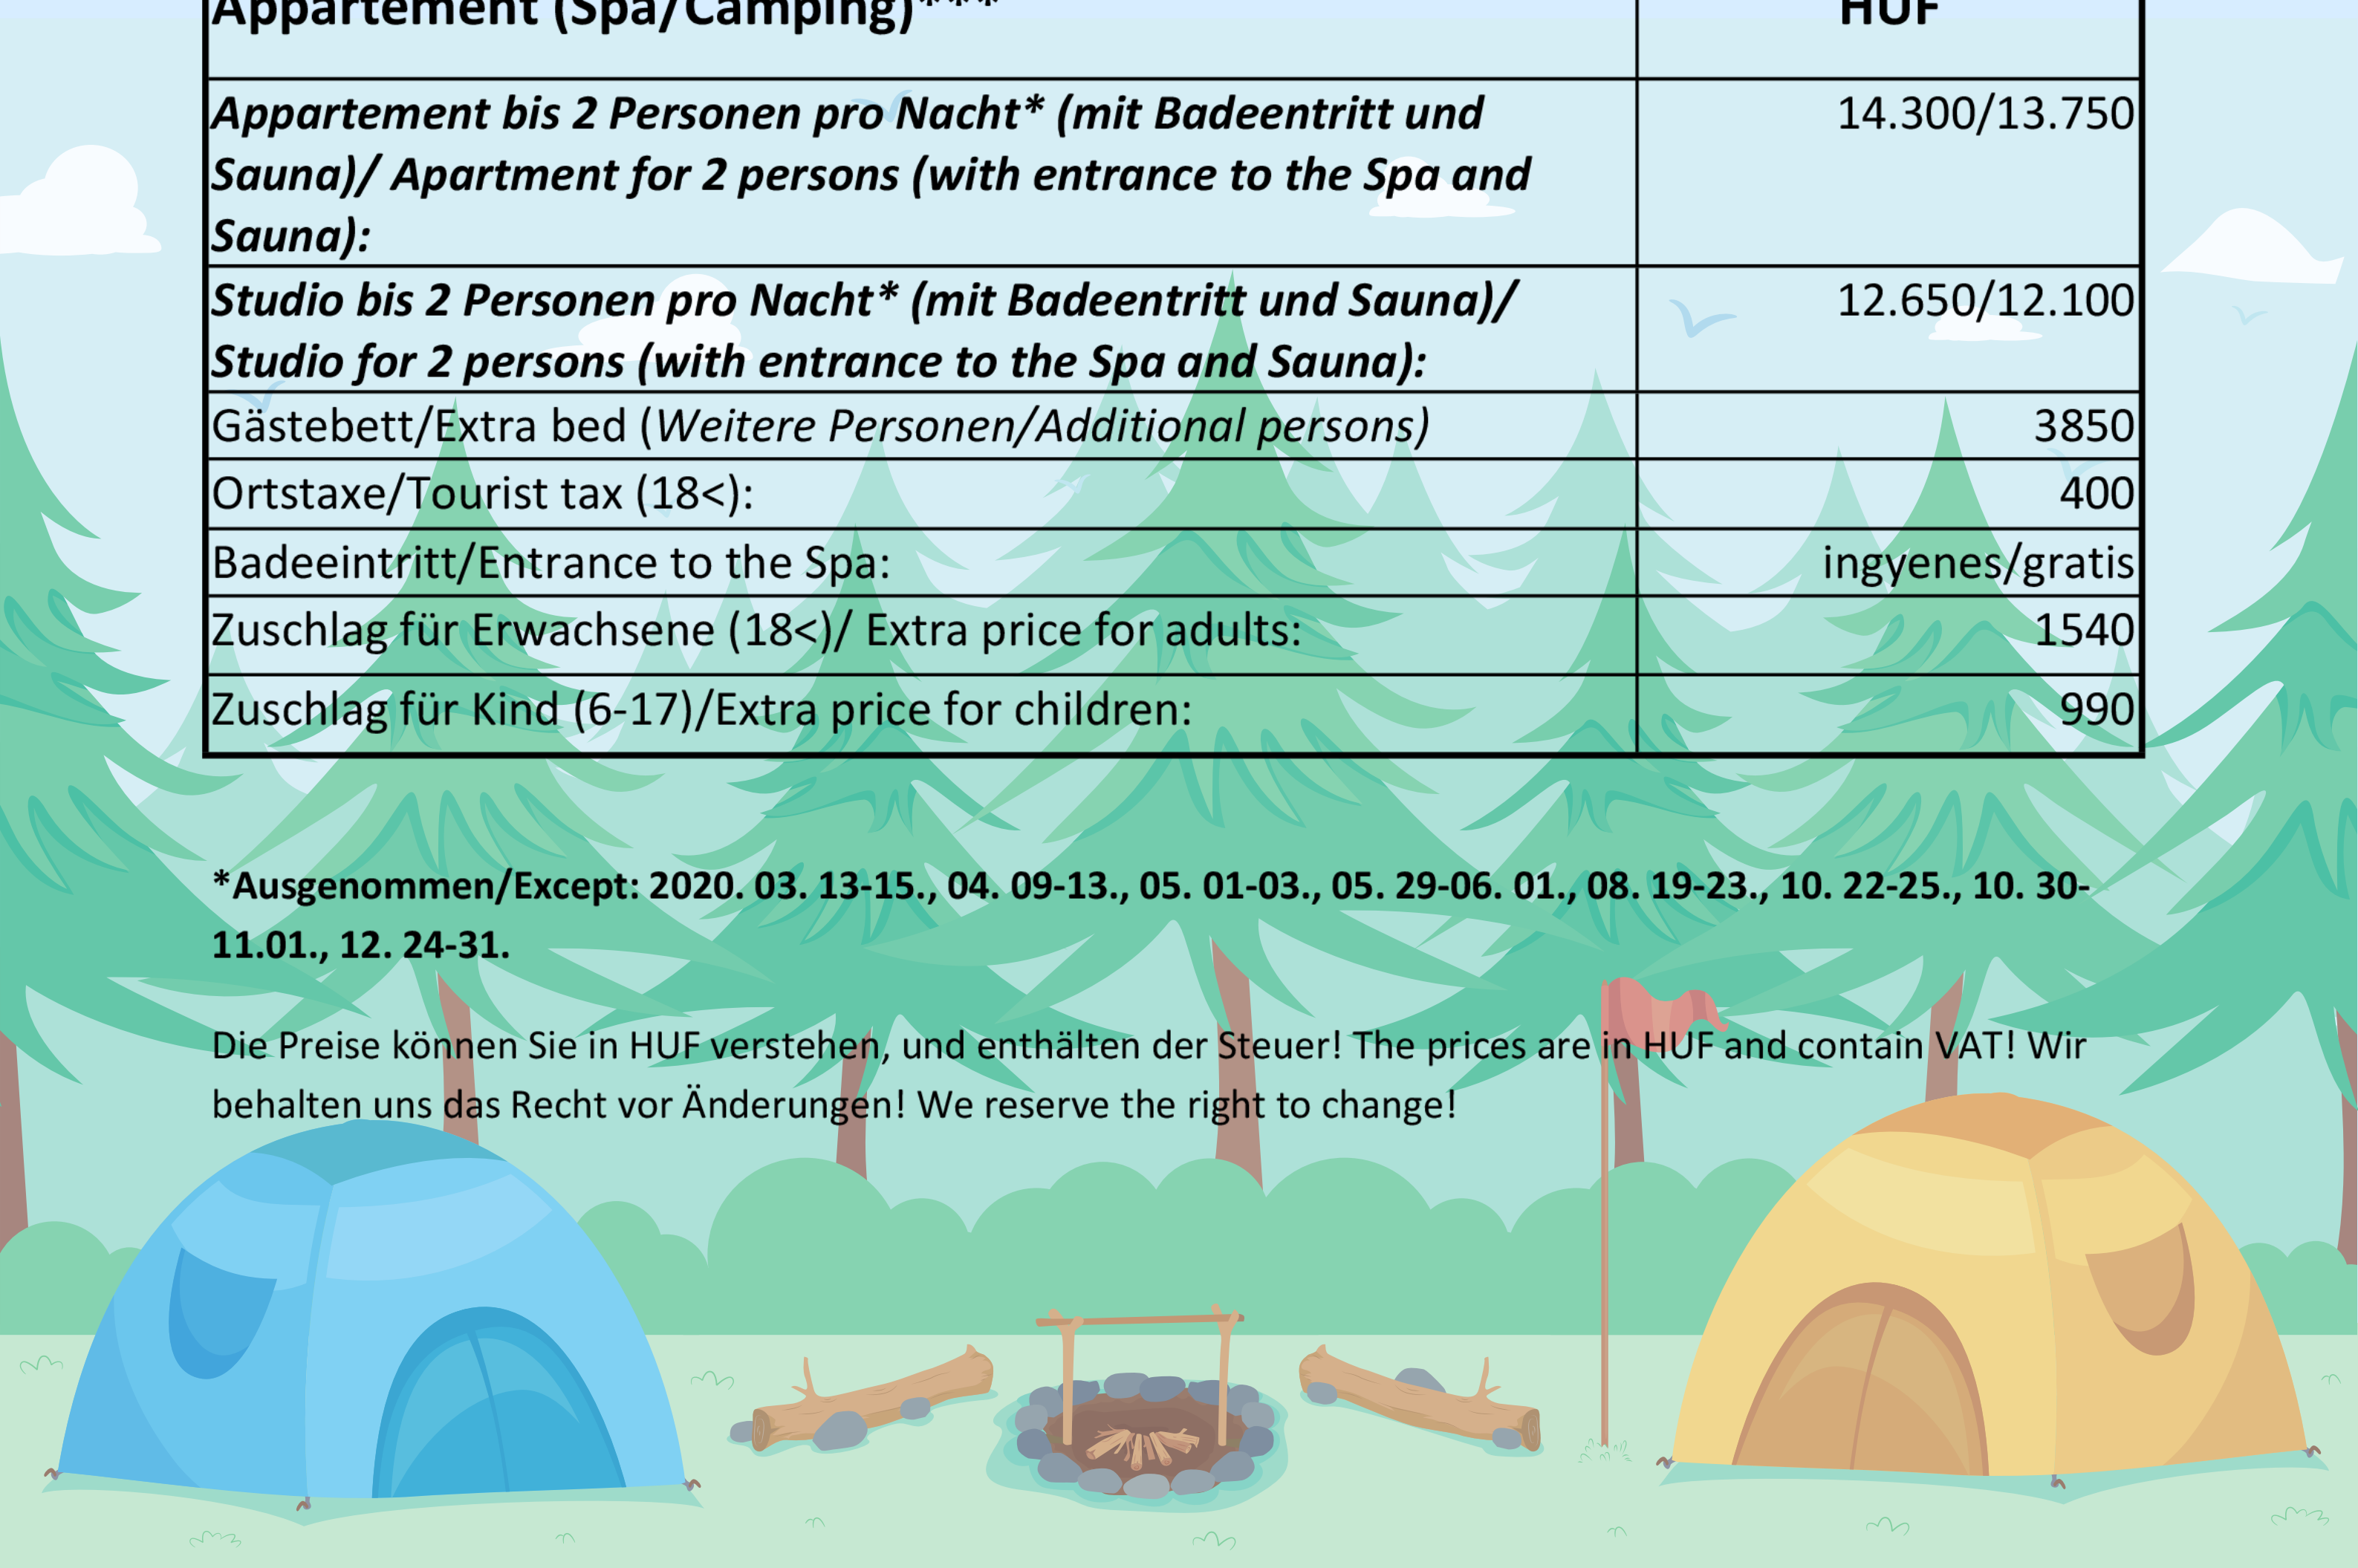 Appartement (Spa/Camping)***
HUF
Appartement bis 2 Personen pro Nacht* (mit Badeentritt und
Sauna)/ Apartment for 2 persons (with entrance to the Spa and
Sauna):
14.300/13.750
Studio bis 2 Personen pro Nacht* (mit Badeentritt und Sauna)/
Studio for 2 persons (with entrance to the Spa and Sauna):
12.650/12.100
Gästebett/Extra bed (Weitere Personen/Additional persons)
3850
Ortstaxe/Tourist tax (18<):
400
Badeeintritt/Entrance to the Spa:
ingyenes/gratis
Zuschlag für Erwachsene (18<)/ Extra price for adults:
1540
Zuschlag für Kind (6-17)/Extra price for children:
990
*Ausgenommen/Except: 2020. 03. 13-15., 04. 09-13., 05. 01-03., 05. 29-06. 01., 08. 19-23., 10. 22-25., 10. 30-
11.01., 12. 24-31.
Die Preise können Sie in HUF verstehen, und enthälten der Steuer! The prices are in HUF and contain VAT! Wir
behalten uns das Recht vor Änderungen! We reserve the right to change!